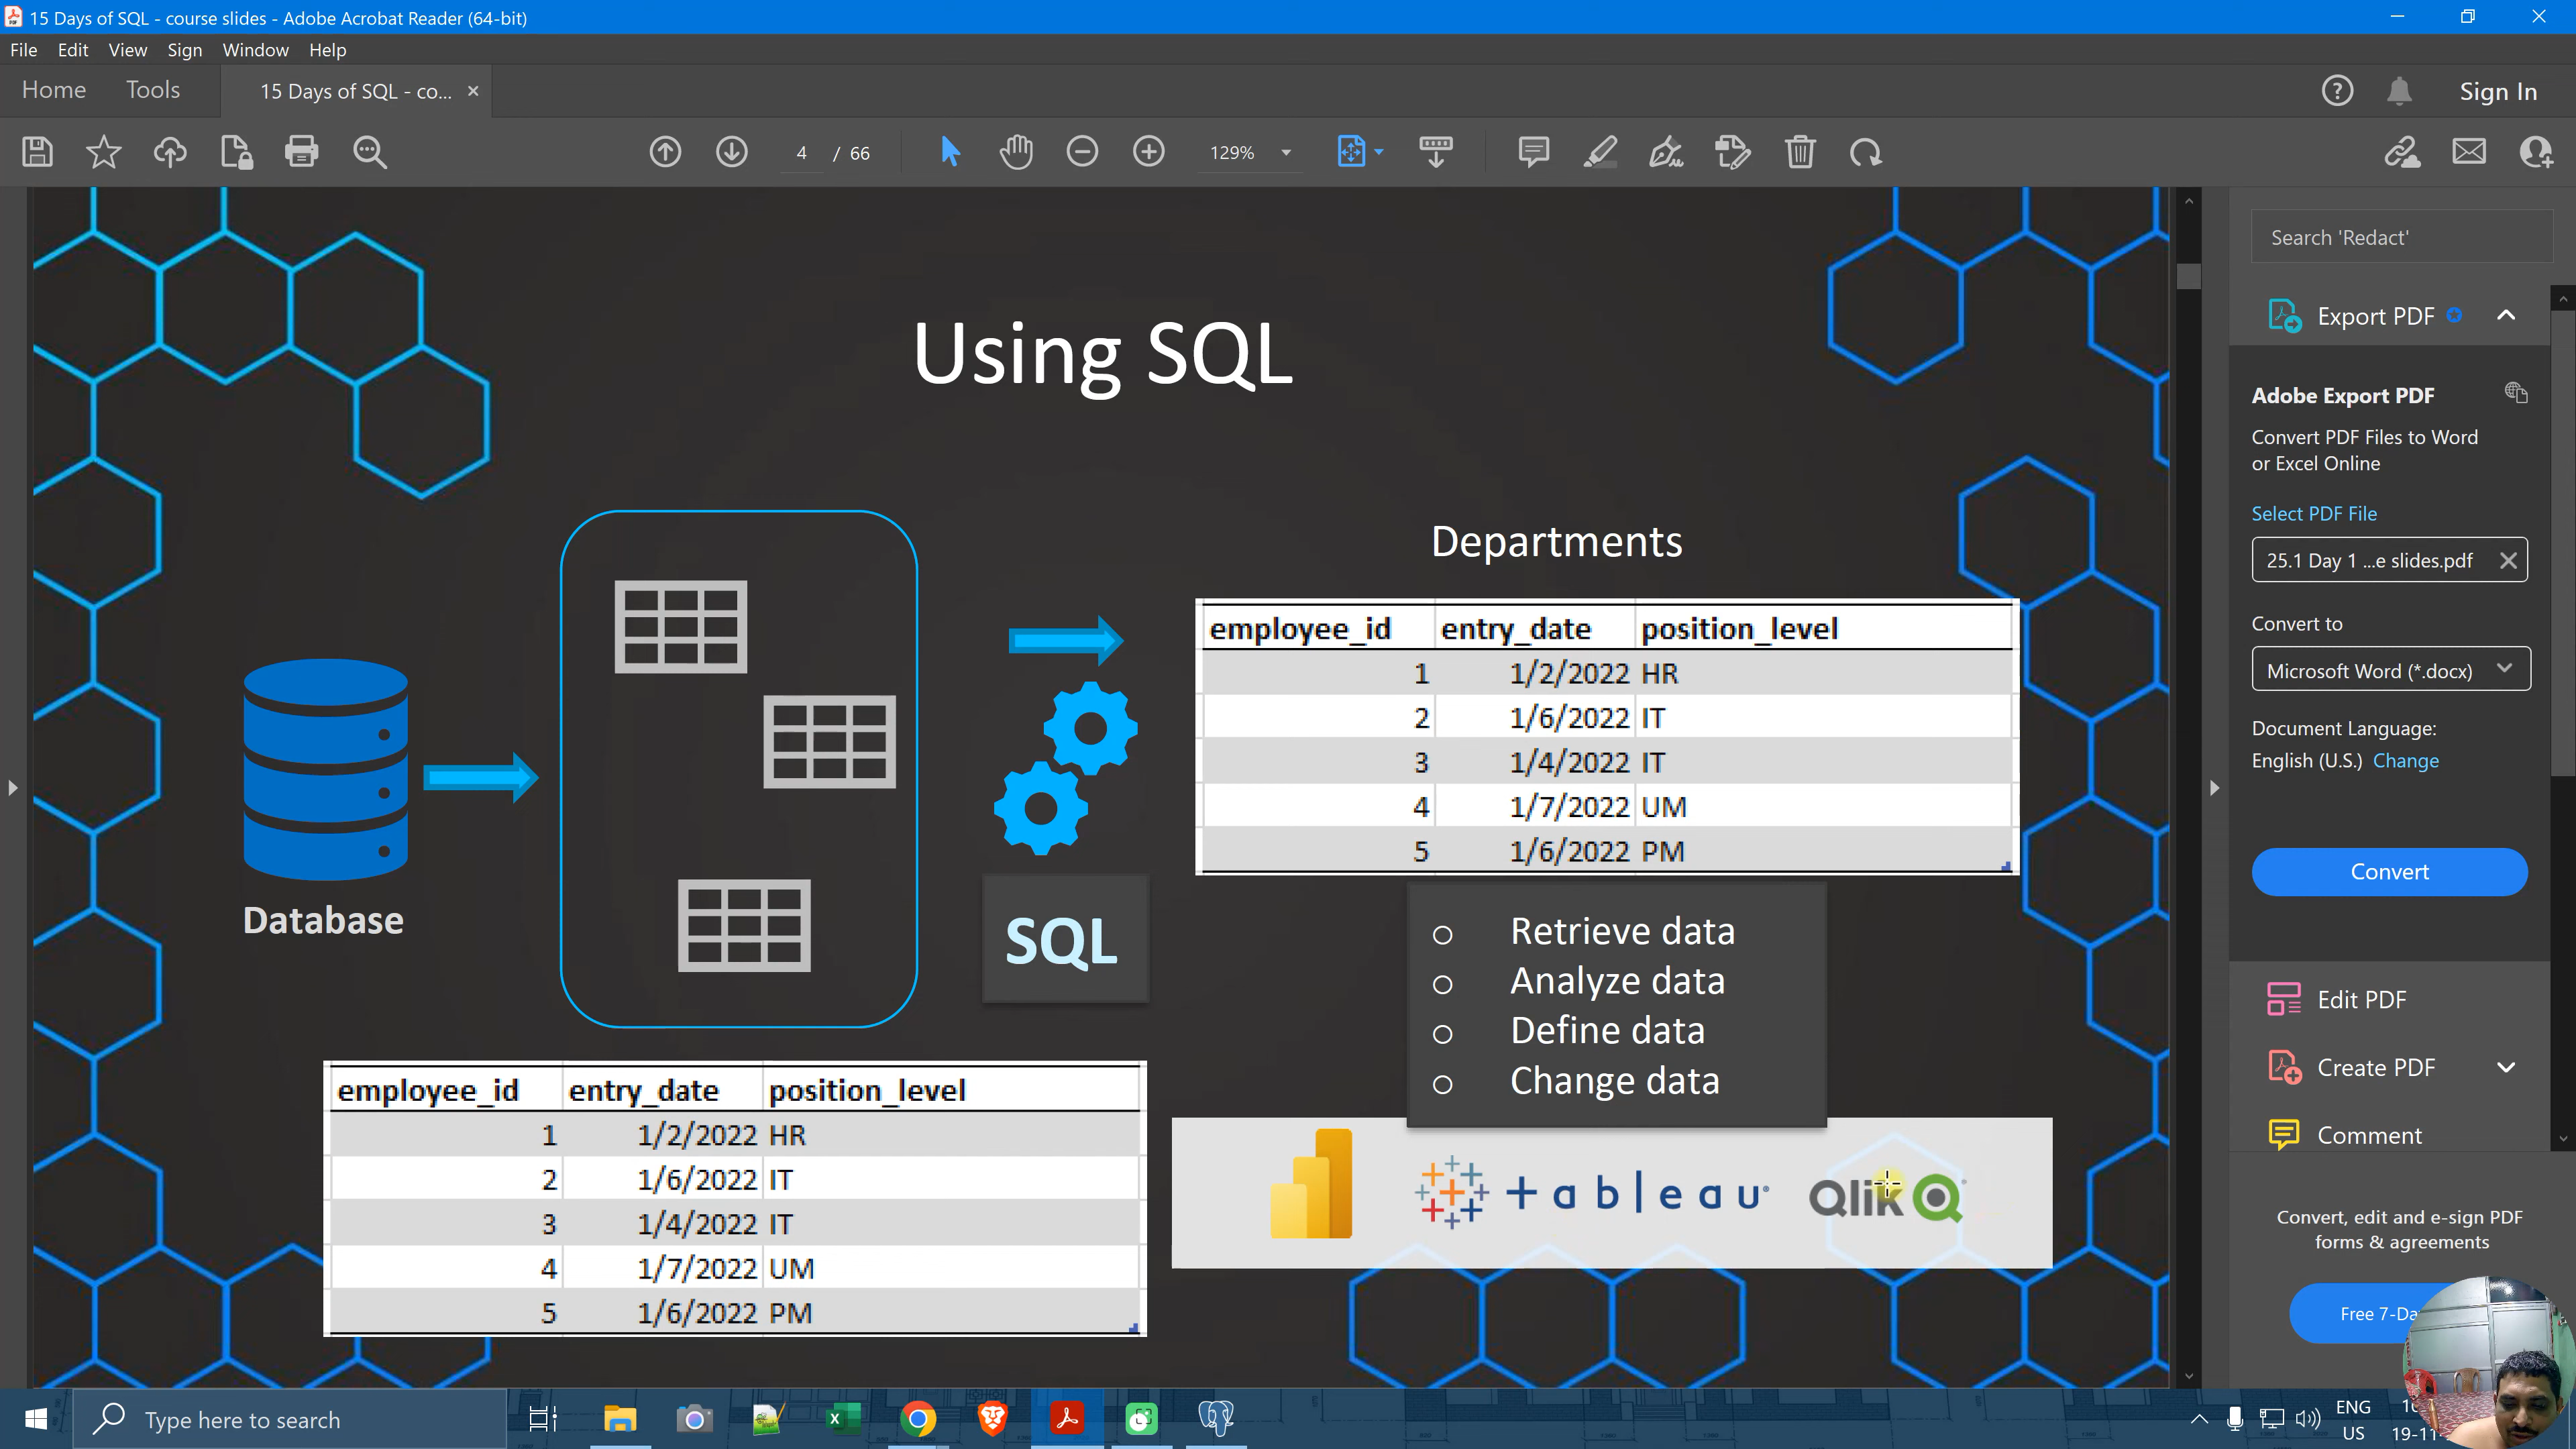 15 Days of SQL - course slides - Adobe Acrobat Reader (64-bit)
File Edit View Sign Window Help
Home Tools 15 Days of SQL - co... Sign In
4 / 66 129%
Using SQL
Departments
employee_id entry_date position_level
1 1/2/2022 HR
2 1/6/2022 IT
3 1/4/2022 IT
4 1/7/2022 UM
5 1/6/2022 PM
Database
SQL
Retrieve data
Analyze data
Define data
Change data
employee_id entry_date position_level
1 1/2/2022 HR
2 1/6/2022 IT
3 1/4/2022 IT
4 1/7/2022 UM
5 1/6/2022 PM
+ableau
Qlik
Search 'Redact'
Export PDF
Adobe Export PDF
Convert PDF Files to Word
or Excel Online
Select PDF File
25.1 Day 1 ...e slides.pdf
Convert to
Microsoft Word (*.docx)
Document Language:
English (U.S.) Change
Convert
Edit PDF
Create PDF
Comment
Convert, edit and e-sign PDF
forms & agreements
Free 7-Da
Type here to search
ENG
US
19-11